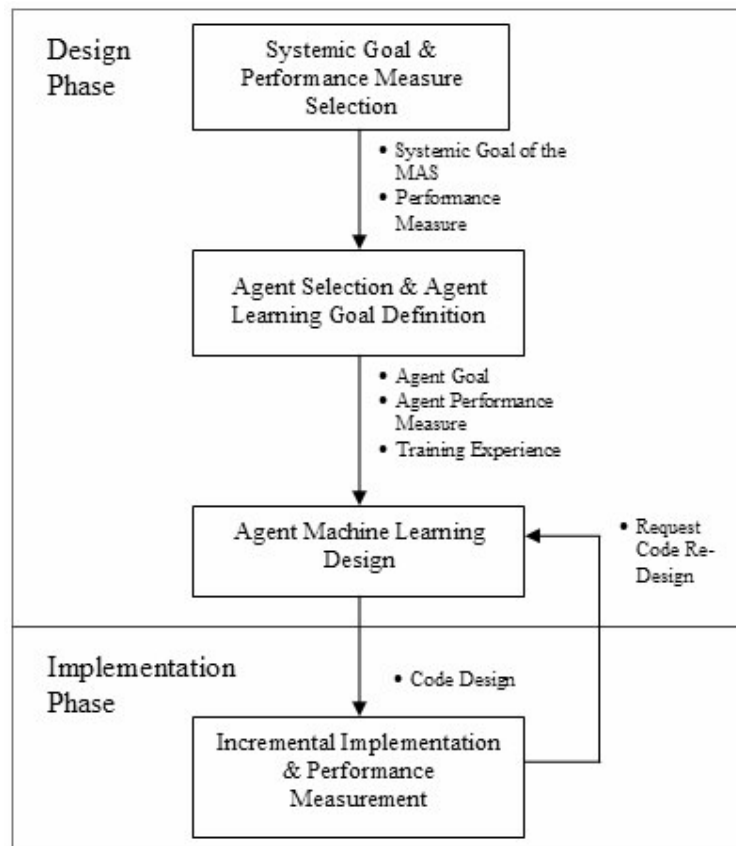 Design
Phase
Systemic Goal &
Performance Measure
Selection
• Systemic Goal of the
MAS
• Performance
Measure
Agent Selection & Agent
Learning Goal Definition
• Agent Goal
• Agent Performance
Measure
• Training Experience
Agent Machine Learning
Design
• Request
Code Re-
Design
Implementation
Phase
• Code Design
Incremental Implementation
& Performance
Measurement